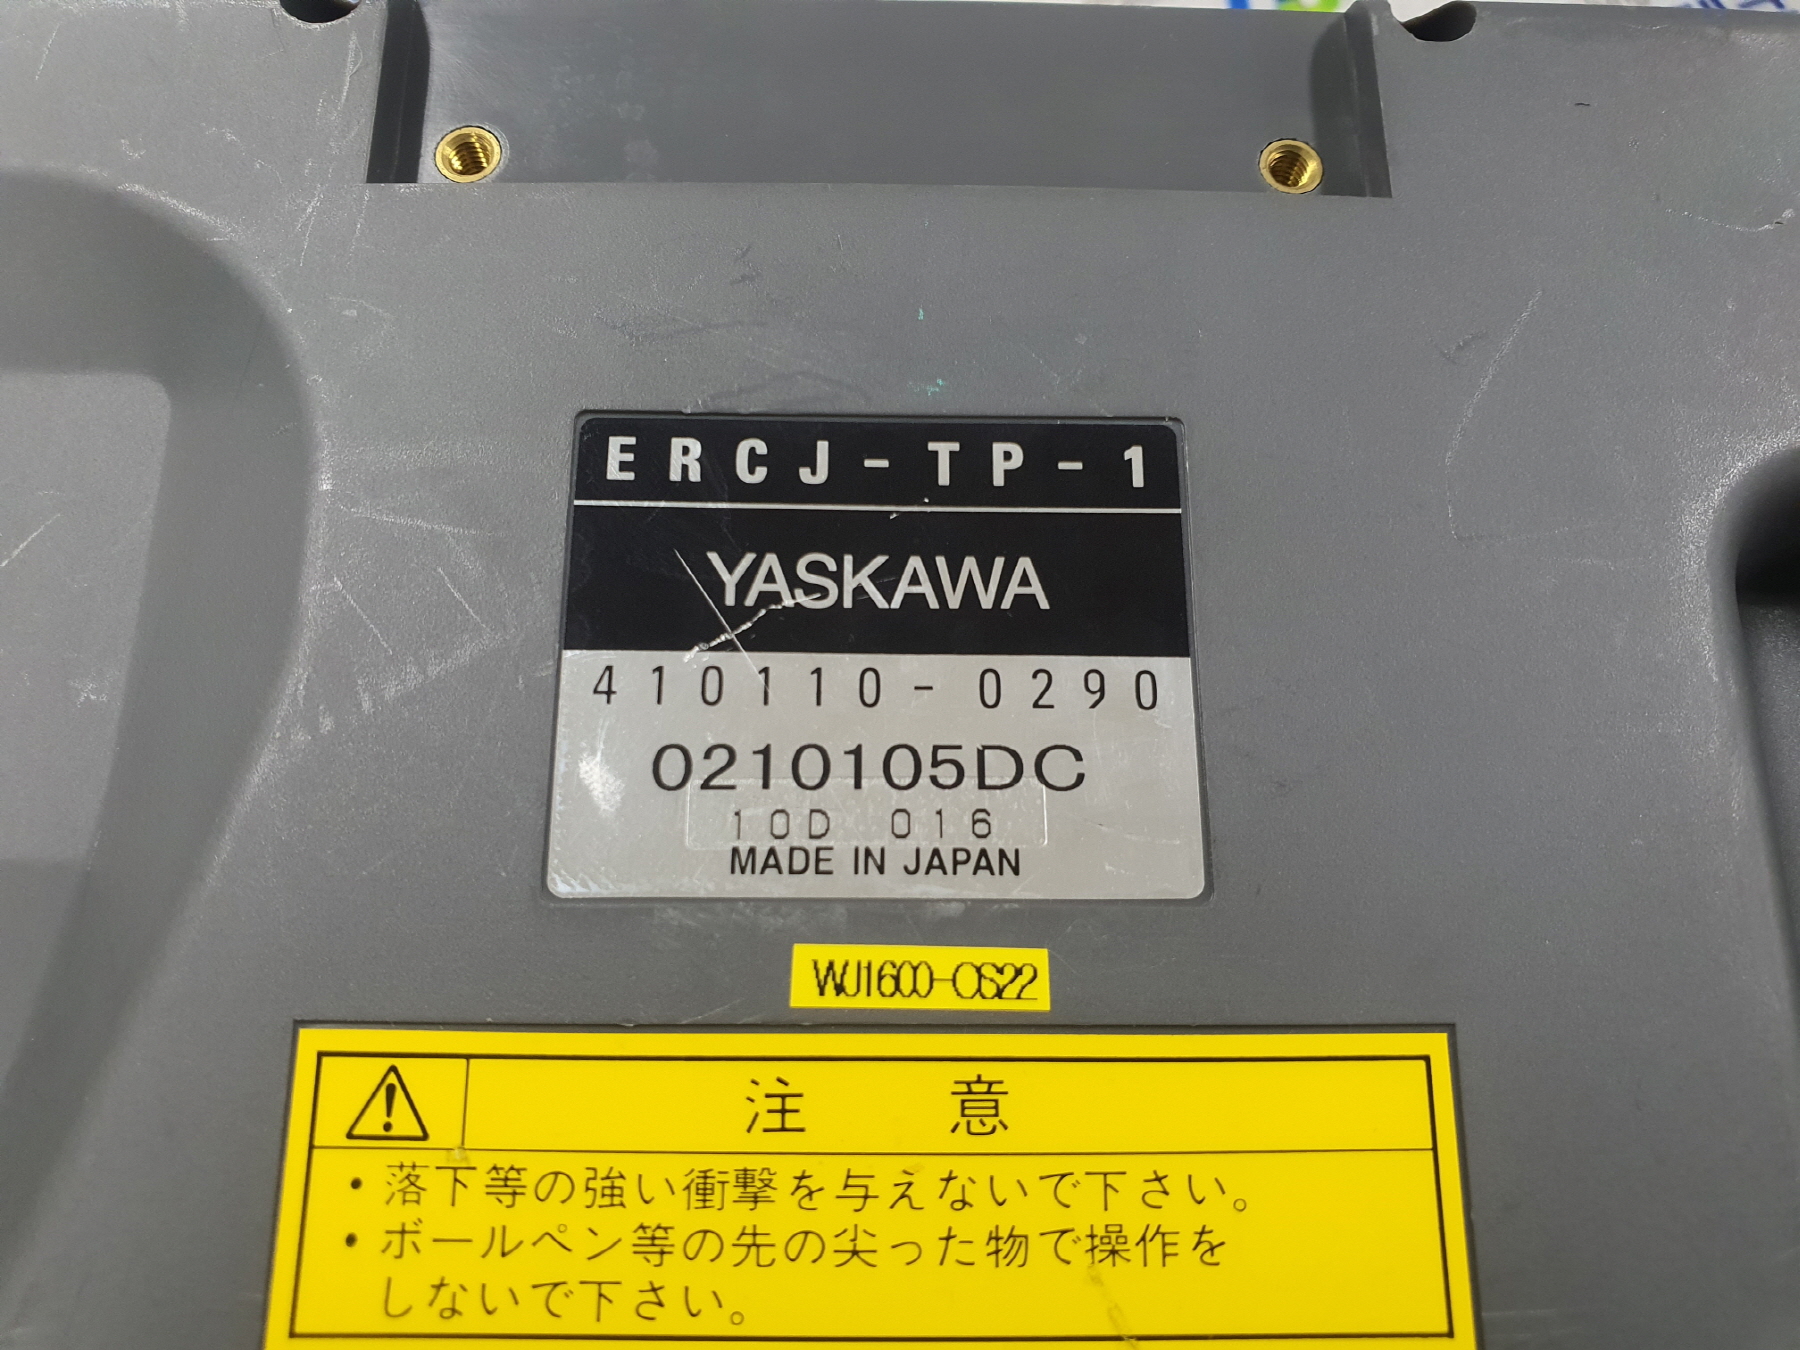 ERCJ-TP-1
YASKAWA
410110-0290
0210105DC
10D 016
MADE IN JAPAN
WJ1600-OS22
注 意
・落下等の強い衝撃を与えないで下さい。
・ボールペン等の先の尖った物で操作を
しないで下さい。